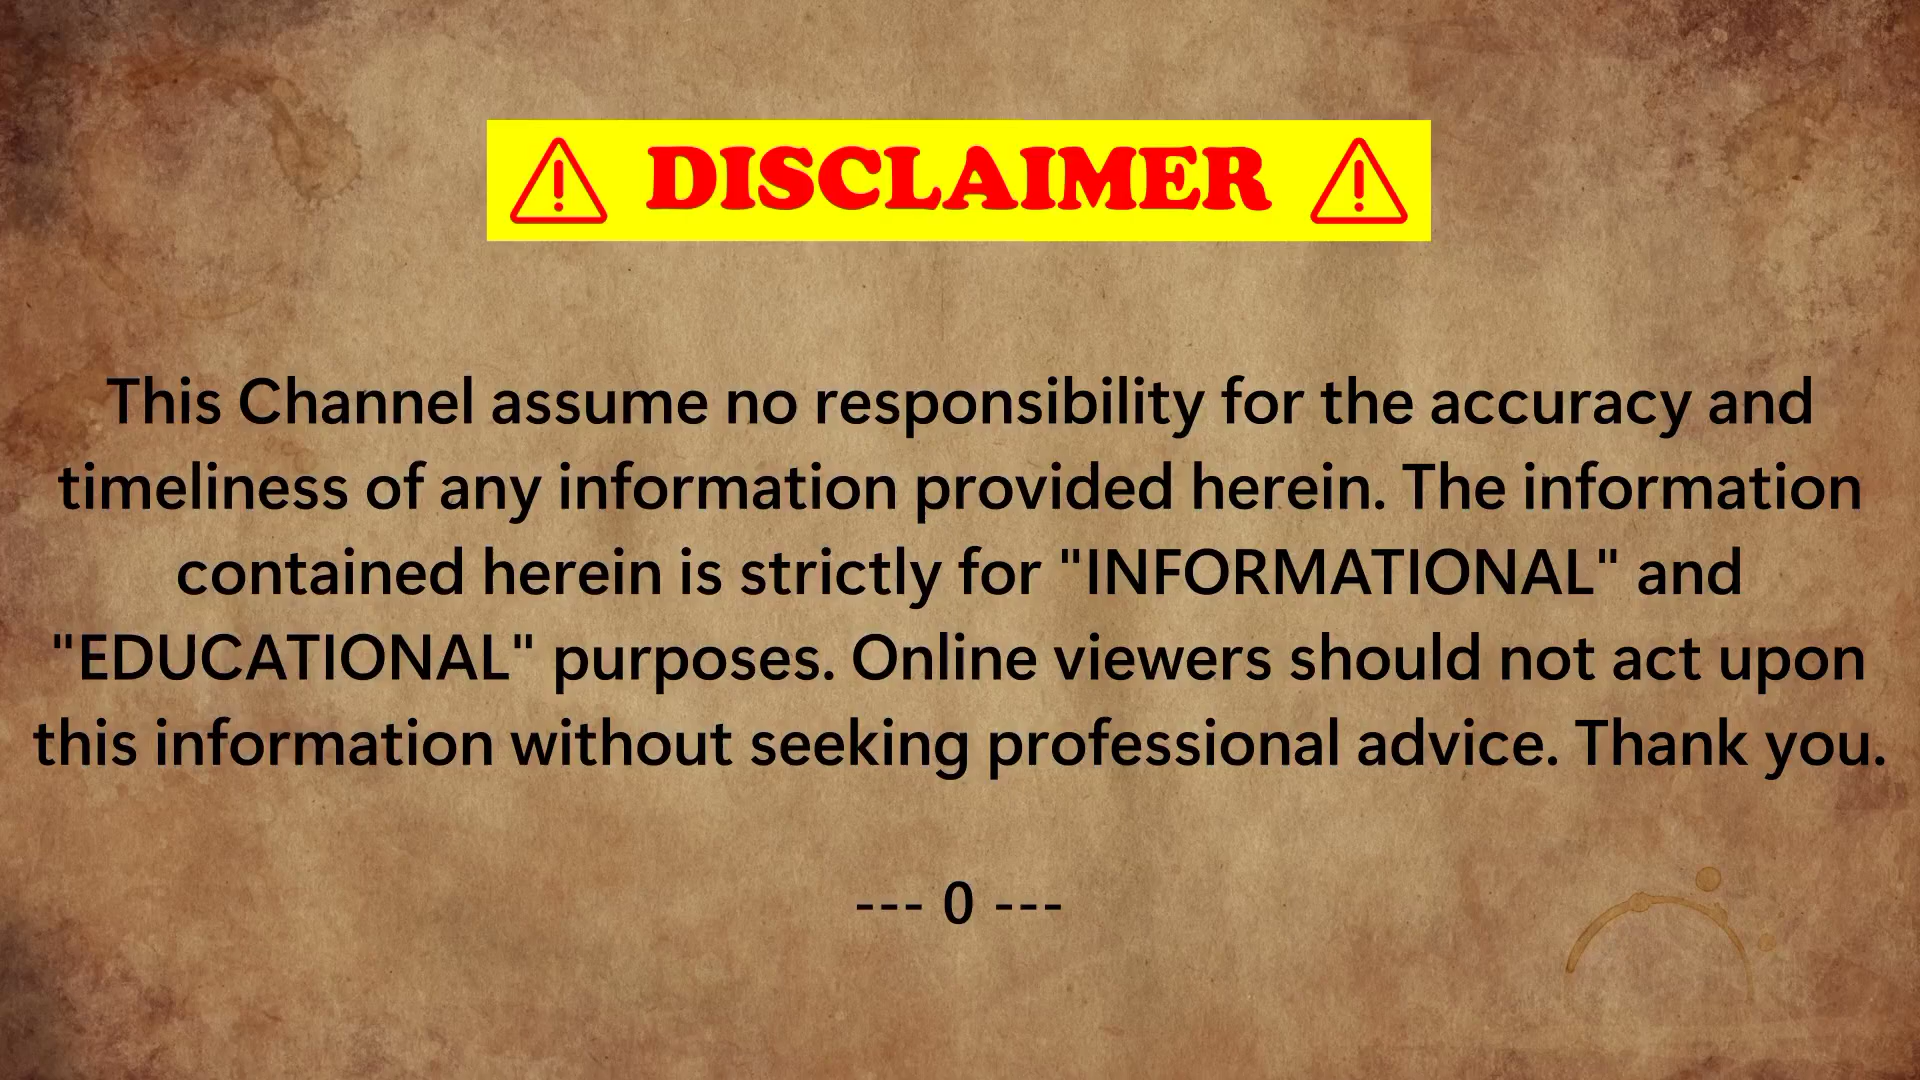 DISCLAIMER
This Channel assume no responsibility for the accuracy and
timeliness of any information provided herein. The information
contained herein is strictly for "INFORMATIONAL" and
"EDUCATIONAL" purposes. Online viewers should not act upon
this information without seeking professional advice. Thank you.
--- 0 ---